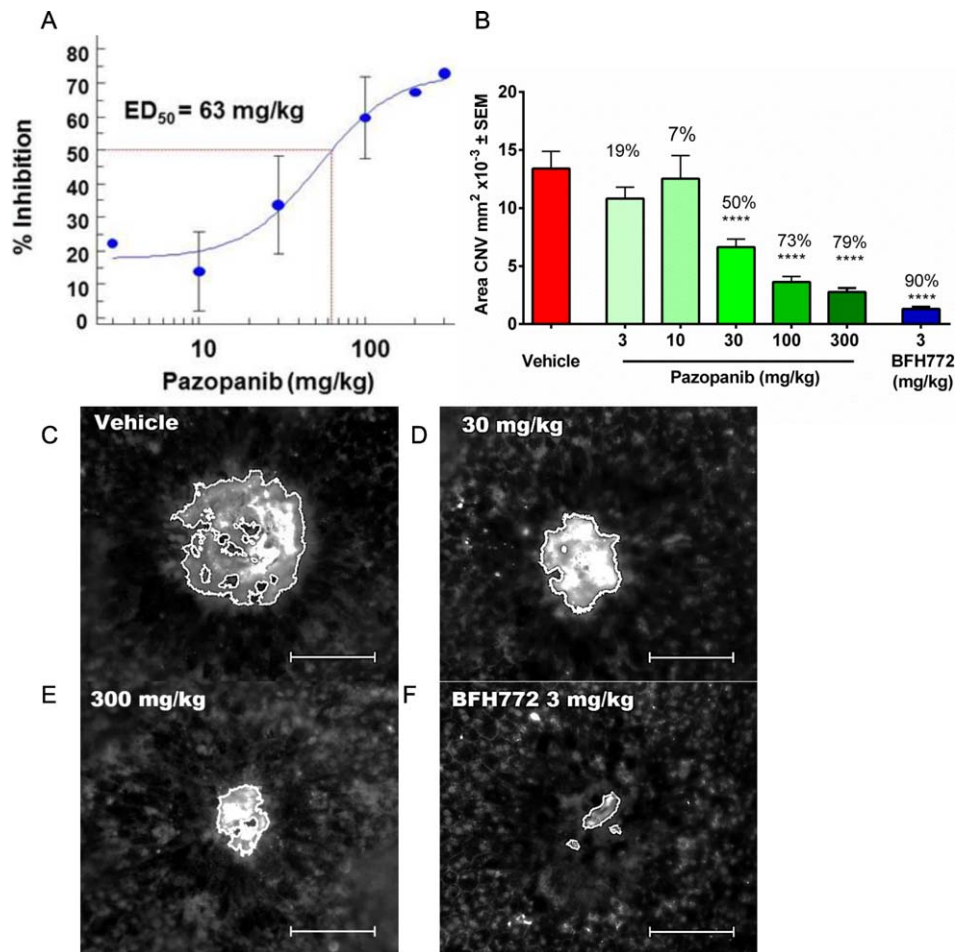 A
ED50 = 63 mg/kg
% Inhibition
80
70
60
50
40
30
20
10
0
10
100
Pazopanib (mg/kg)
B
Area CNV mm² x10⁻³ ± SEM
20
15
10
5
0
19%
7%
50%
****
73%
****
79%
****
90%
****
3
10
30
100
300
3
Vehicle
Pazopanib (mg/kg)
BFH772
(mg/kg)
C
Vehicle
D
30 mg/kg
E
300 mg/kg
F
BFH772 3 mg/kg